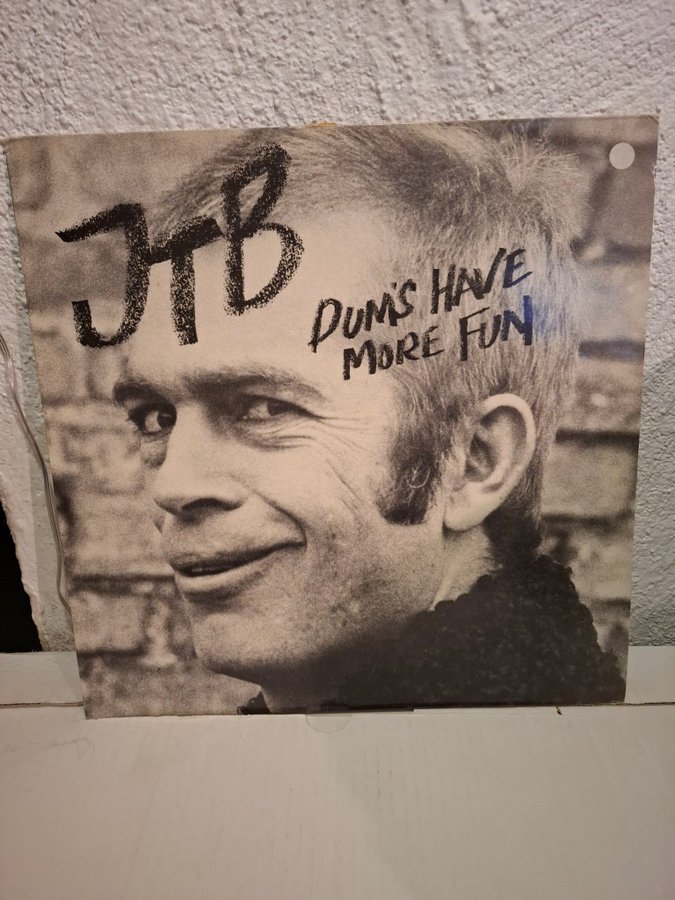 JTB
DUM'S HAVE
MORE FUN